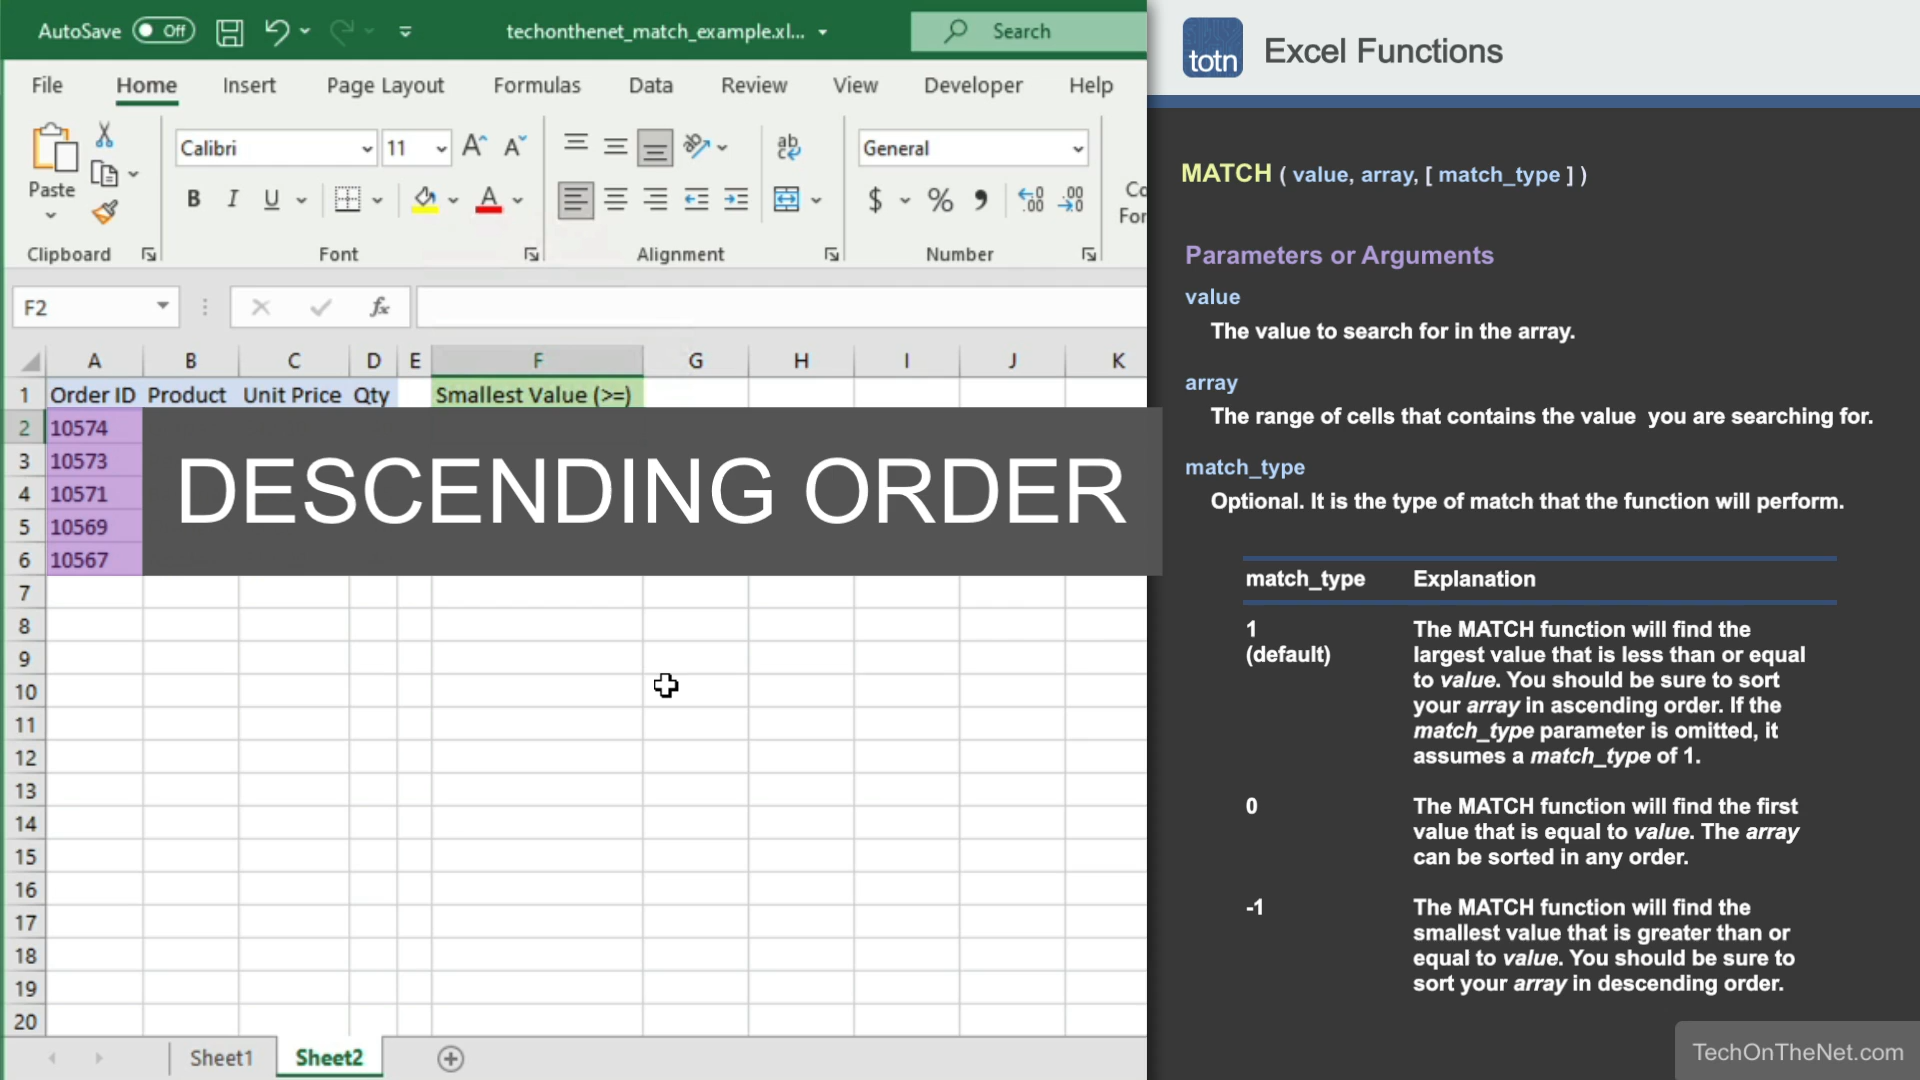 AutoSave Off techonthenet_match_example.xl... Search
File Home Insert Page Layout Formulas Data Review View Developer Help
Calibri 11 General
Paste B I U A $ % Co
For
Clipboard Font Alignment Number
F2 fx
A B C D E F G H I J K
1 Order ID Product Unit Price Qty Smallest Value (>=)
2 10574
3 10573
4 10571
5 10569
6 10567
DESCENDING ORDER
7
8
9
10
11
12
13
14
15
16
17
18
19
20
Sheet1 Sheet2
totn Excel Functions
MATCH ( value, array, [ match_type ] )
Parameters or Arguments
value
The value to search for in the array.
array
The range of cells that contains the value you are searching for.
match_type
Optional. It is the type of match that the function will perform.
match_type Explanation
1 The MATCH function will find the
(default) largest value that is less than or equal
to value. You should be sure to sort
your array in ascending order. If the
match_type parameter is omitted, it
assumes a match_type of 1.
0 The MATCH function will find the first
value that is equal to value. The array
can be sorted in any order.
-1 The MATCH function will find the
smallest value that is greater than or
equal to value. You should be sure to
sort your array in descending order.
TechOnTheNet.com